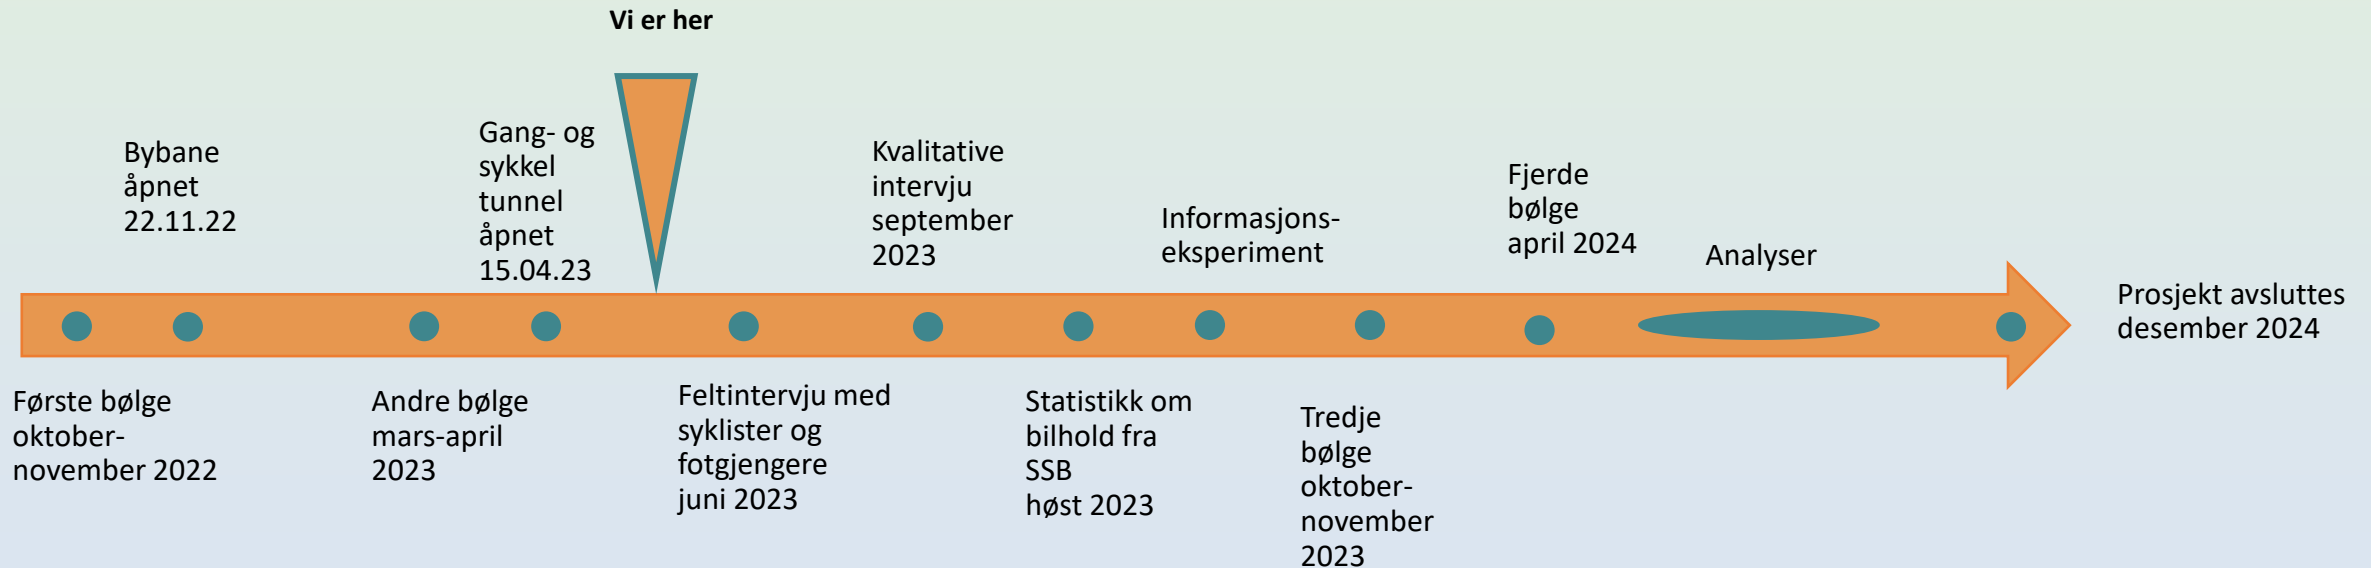 Vi er her
Bybane
åpnet
22.11.22
Gang- og
sykkel
tunnel
åpnet
15.04.23
Kvalitative
intervju
september
2023
Informasjons-
eksperiment
Fjerde
bølge
april 2024
Analyser
Prosjekt avsluttes
desember 2024
Første bølge
oktober-
november 2022
Andre bølge
mars-april
2023
Feltintervju med
syklister og
fotgjengere
juni 2023
Statistikk om
bilhold fra
SSB
høst 2023
Tredje
bølge
oktober-
november
2023